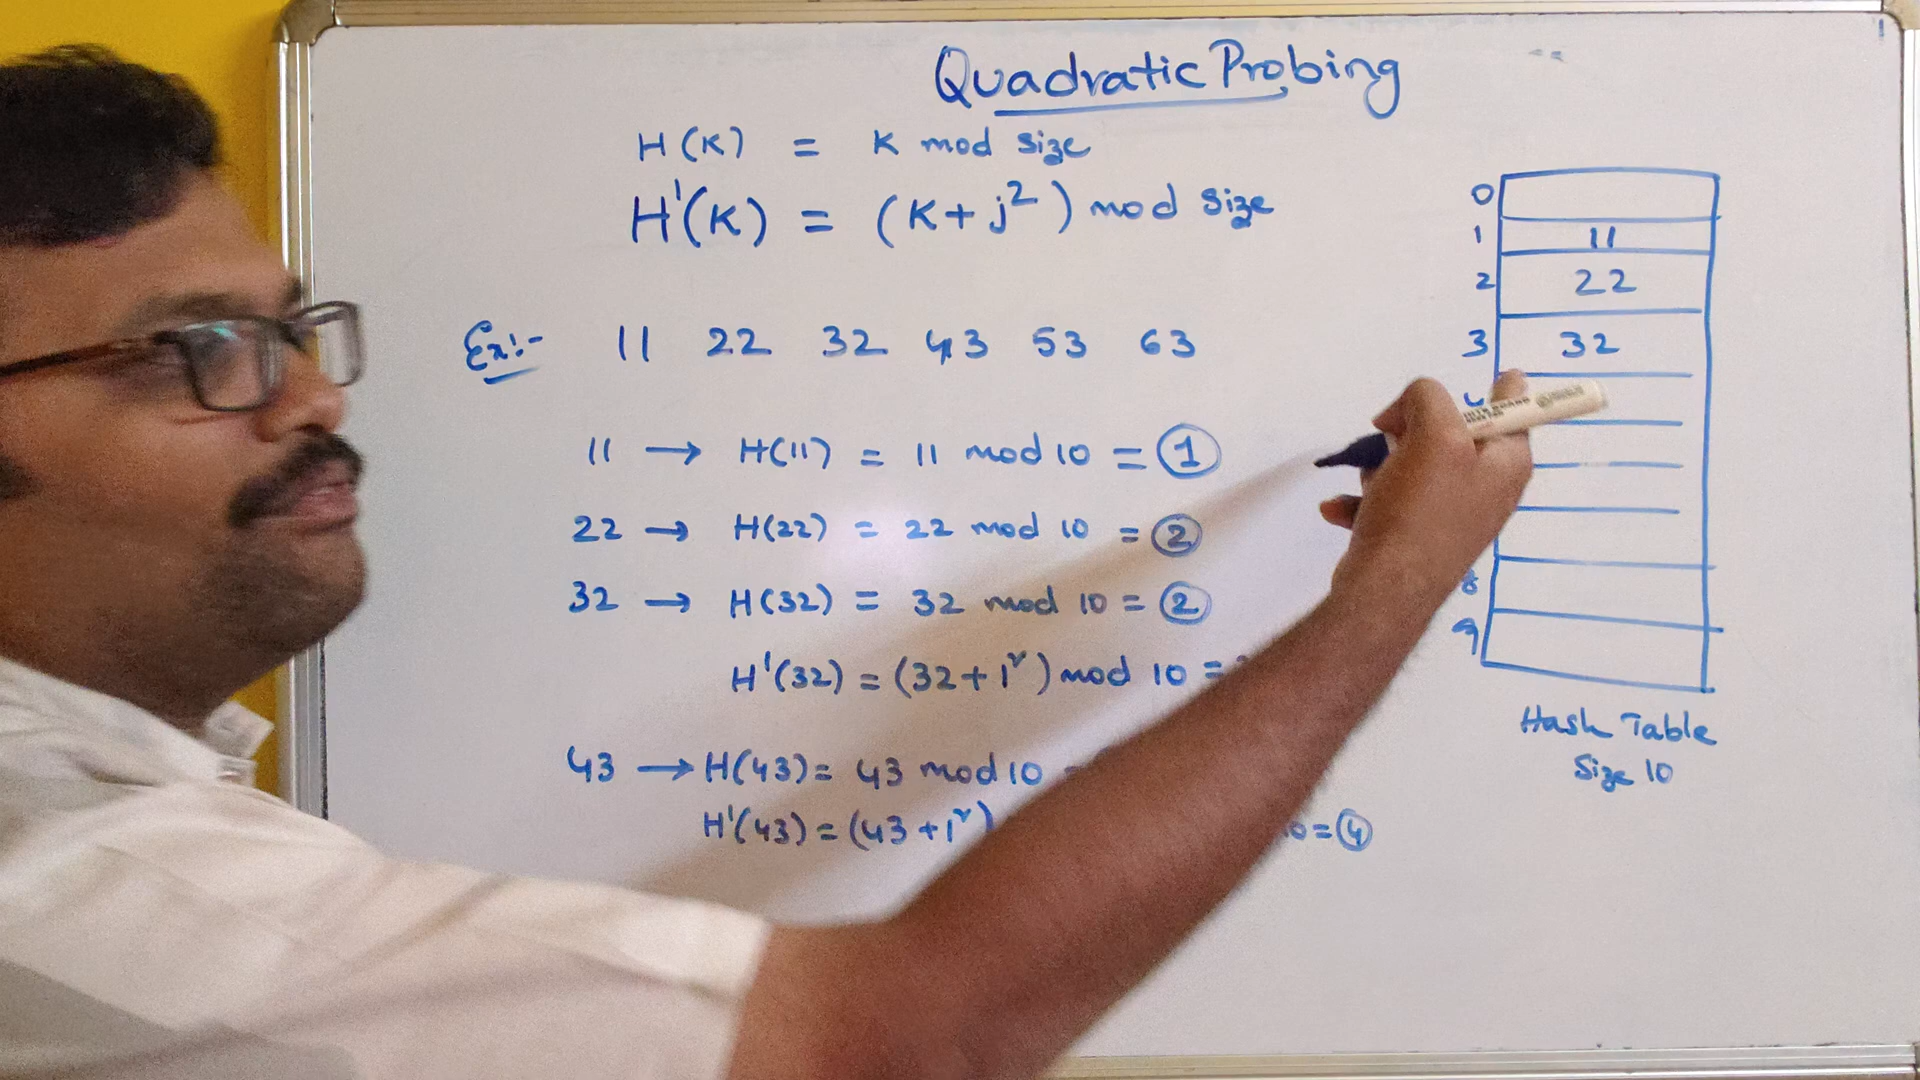 Quadratic Probing
H(K) = K mod size
H'(K) = (K + j²) mod size
Ex:- 11 22 32 43 53 63
11 → H(11) = 11 mod 10 = 1
22 → H(22) = 22 mod 10 = 2
32 → H(32) = 32 mod 10 = 2
H'(32) = (32 + 1²) mod 10 =
43 → H(43) = 43 mod 10
H'(43) = (43 + 1²) = 4
0
1 11
2 22
3 32
8
9
Hash Table
Size 10